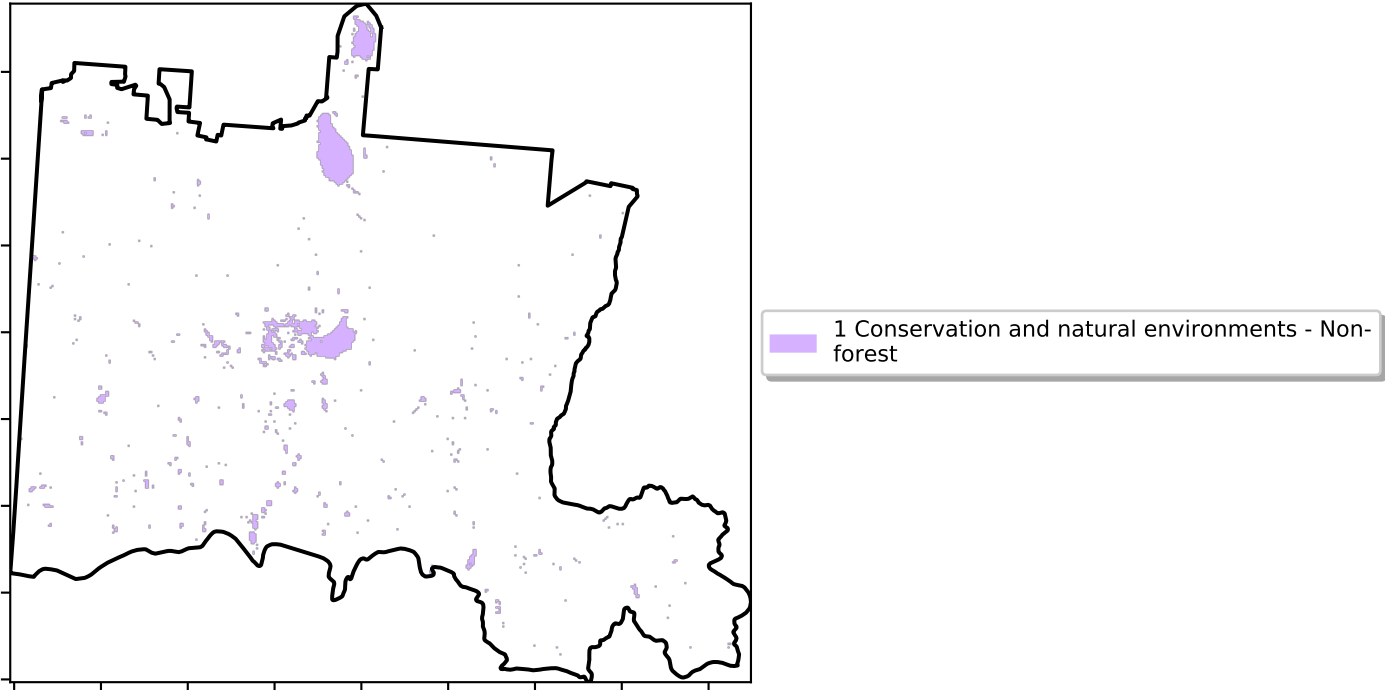 1 Conservation and natural environments - Non-
forest